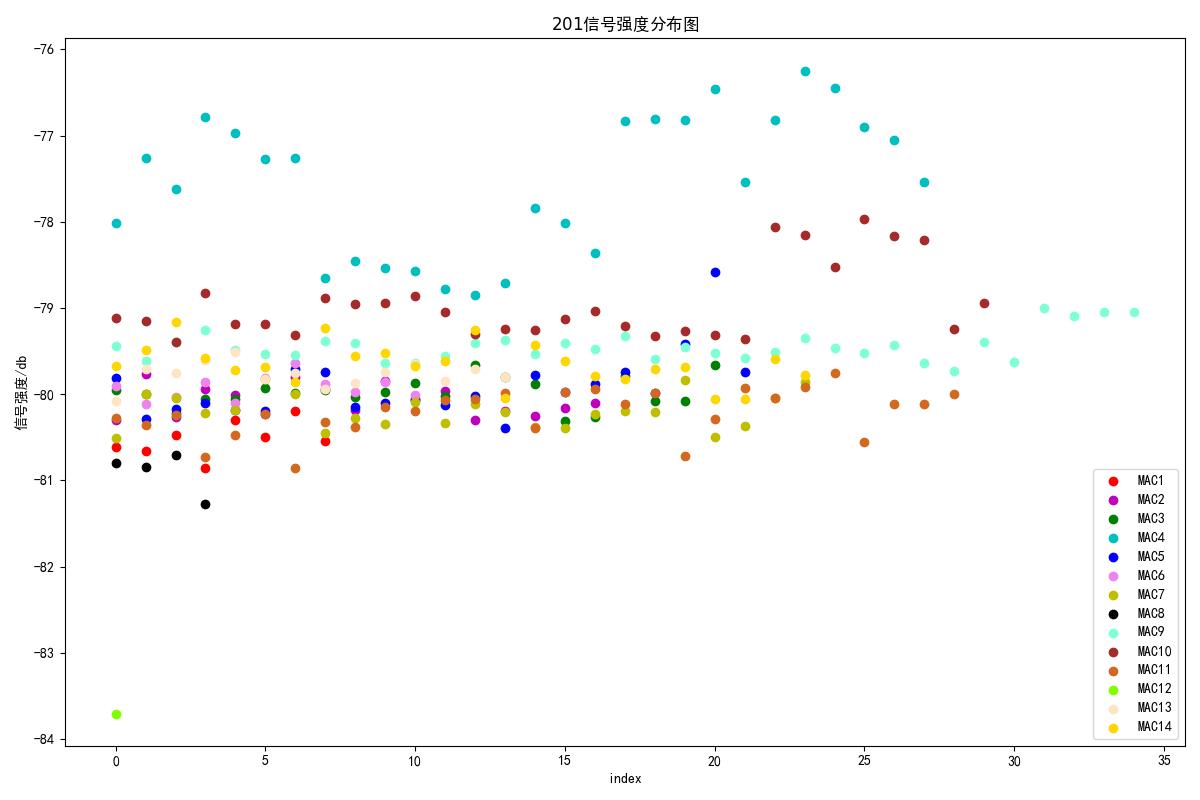 201信号强度分布图
−76
−77
−78
−79
−80
−81
−82
−83
−84
信号强度/db
0 5 10 15 20 25 30 35
index
MAC1
MAC2
MAC3
MAC4
MAC5
MAC6
MAC7
MAC8
MAC9
MAC10
MAC11
MAC12
MAC13
MAC14